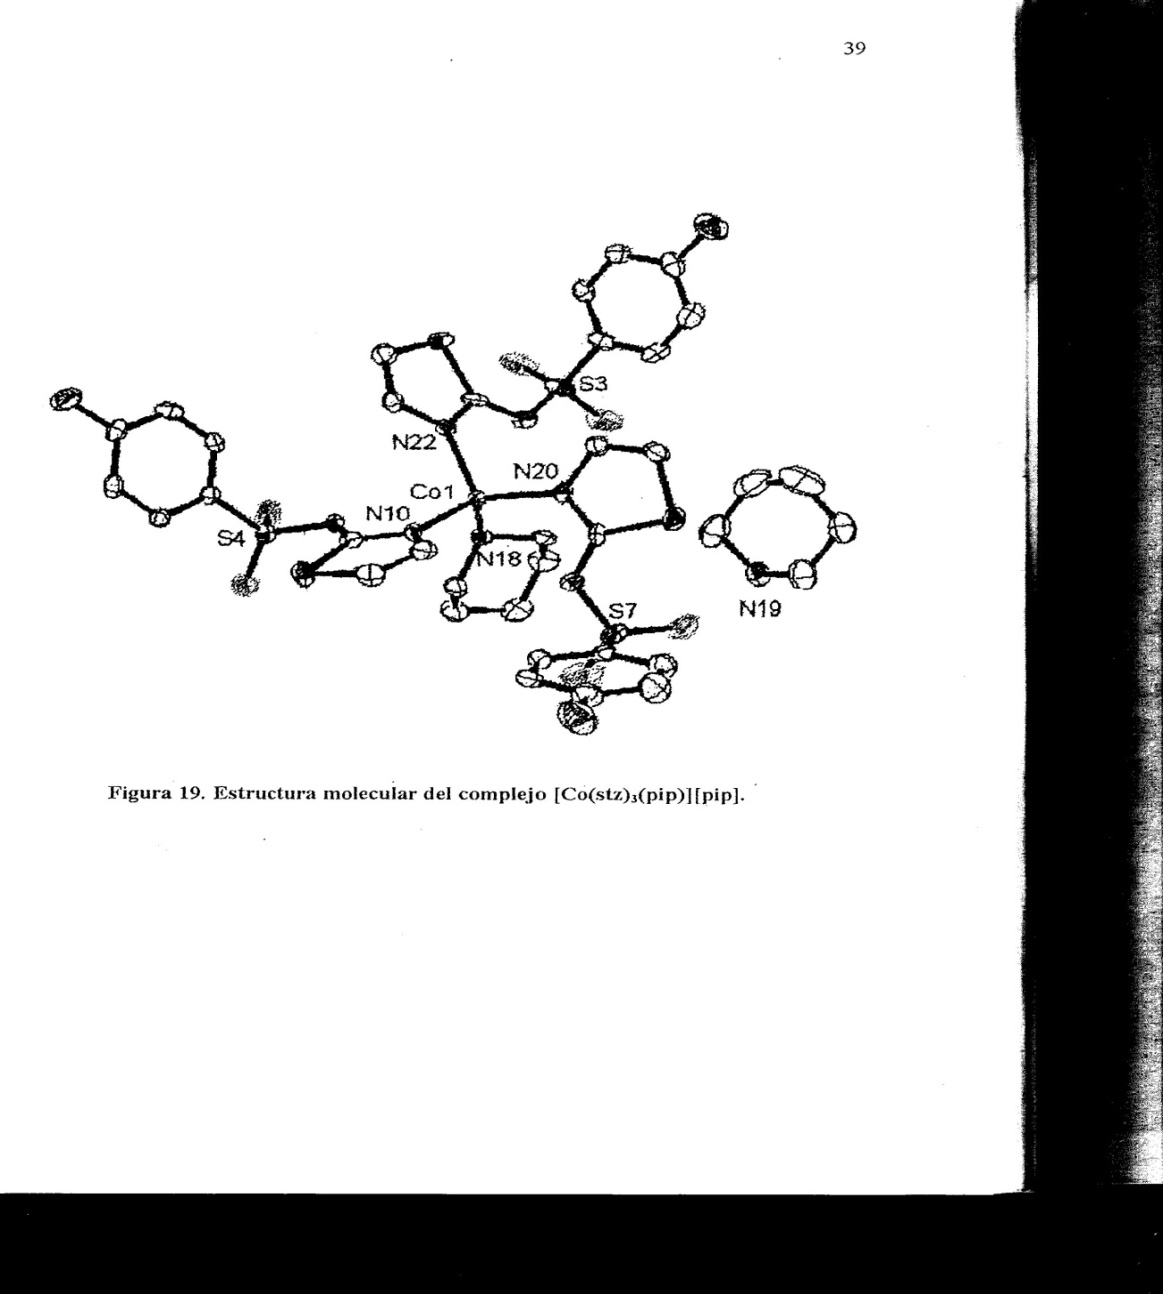 39
S3
N22
N20
Co1
N10
S4
N18
S7
N19
Figura 19. Estructura molecular del complejo [Co(stz)₃(pip)][pip].